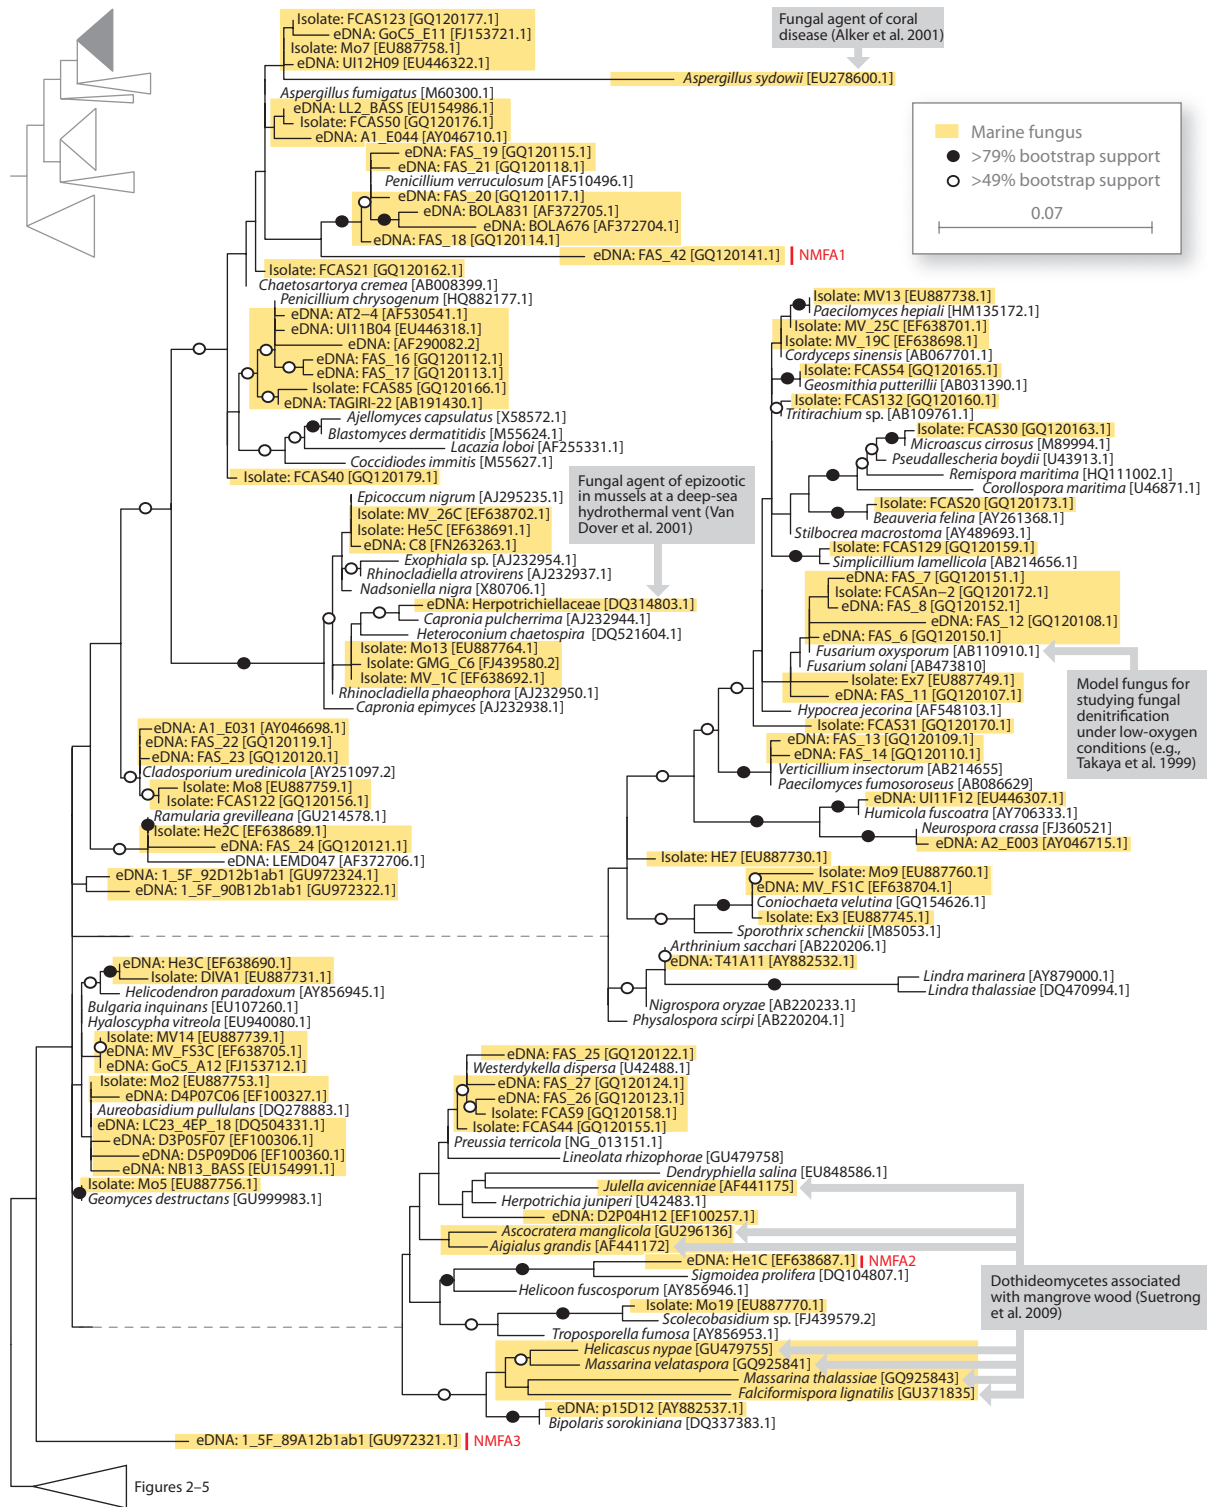 Isolate: FCAS123 [GQ120177.1]
eDNA: GoC5_E11 [FJ153721.1]
Isolate: Mo7 [EU887758.1]
eDNA: UI12H09 [EU446322.1]
Aspergillus sydowii [EU278600.1]
Aspergillus fumigatus [M60300.1]
eDNA: LL2_BASS [EU154986.1]
Isolate: FCAS50 [GQ120176.1]
eDNA: A1_E044 [AY046710.1]
eDNA: FAS_19 [GQ120115.1]
eDNA: FAS_21 [GQ120118.1]
Penicillium verruculosum [AF510496.1]
eDNA: FAS_20 [GQ120117.1]
eDNA: BOLA831 [AF372705.1]
eDNA: BOLA676 [AF372704.1]
eDNA: FAS_18 [GQ120114.1]
eDNA: FAS_42 [GQ120141.1]
NMFA1
Isolate: FCAS21 [GQ120162.1]
Chaetosartorya cremea [AB008399.1]
Penicillium chrysogenum [HQ882177.1]
eDNA: AT2−4 [AF530541.1]
eDNA: UI11B04 [EU446318.1]
eDNA: [AF290082.2]
eDNA: FAS_16 [GQ120112.1]
eDNA: FAS_17 [GQ120113.1]
Isolate: FCAS85 [GQ120166.1]
eDNA: TAGIRI-22 [AB191430.1]
Ajellomyces capsulatus [X58572.1]
Blastomyces dermatitidis [M55624.1]
Lacazia loboi [AF255331.1]
Coccidiodes immitis [M55627.1]
Isolate: FCAS40 [GQ120179.1]
Epicoccum nigrum [AJ295235.1]
Isolate: MV_26C [EF638702.1]
Isolate: He5C [EF638691.1]
eDNA: C8 [FN263263.1]
Exophiala sp. [AJ232954.1]
Rhinocladiella atrovirens [AJ232937.1]
Nadsoniella nigra [X80706.1]
eDNA: Herpotrichiellaceae [DQ314803.1]
Capronia pulcherrima [AJ232944.1]
Heteroconium chaetospira [DQ521604.1]
Isolate: Mo13 [EU887764.1]
Isolate: GMG_C6 [FJ439580.2]
Isolate: MV_1C [EF638692.1]
Rhinocladiella phaeophora [AJ232950.1]
Capronia epimyces [AJ232938.1]
eDNA: A1_E031 [AY046698.1]
eDNA: FAS_22 [GQ120119.1]
eDNA: FAS_23 [GQ120120.1]
Cladosporium uredinicola [AY251097.2]
Isolate: Mo8 [EU887759.1]
Isolate: FCAS122 [GQ120156.1]
Ramularia grevilleana [GU214578.1]
Isolate: He2C [EF638689.1]
eDNA: FAS_24 [GQ120121.1]
eDNA: LEMD047 [AF372706.1]
eDNA: 1_5F_92D12b1ab1 [GU972324.1]
eDNA: 1_5F_90B12b1ab1 [GU972322.1]
Fungal agent of coral
disease (Alker et al. 2001)
Marine fungus
>79% bootstrap support
>49% bootstrap support
0.07
Fungal agent of epizootic
in mussels at a deep-sea
hydrothermal vent (Van
Dover et al. 2001)
Isolate: MV13 [EU887738.1]
Paecilomyces hepiali [HM135172.1]
Isolate: MV_25C [EF638701.1]
Isolate: MV_19C [EF638698.1]
Cordyceps sinensis [AB067701.1]
Isolate: FCAS54 [GQ120165.1]
Geosmithia putterillii [AB031390.1]
Isolate: FCAS132 [GQ120160.1]
Tritirachium sp. [AB109761.1]
Isolate: FCAS30 [GQ120163.1]
Microascus cirrosus [M89994.1]
Pseudallescheria boydii [U43913.1]
Remispora maritima [HQ111002.1]
Corollospora maritima [U46871.1]
Isolate: FCAS20 [GQ120173.1]
Beauveria felina [AY261368.1]
Stilbocrea macrostoma [AY489693.1]
Isolate: FCAS129 [GQ120159.1]
Simplicillium lamellicola [AB214656.1]
eDNA: FAS_7 [GQ120151.1]
Isolate: FCASAn−2 [GQ120172.1]
eDNA: FAS_8 [GQ120152.1]
eDNA: FAS_12 [GQ120108.1]
eDNA: FAS_6 [GQ120150.1]
Fusarium oxysporum [AB110910.1]
Fusarium solani [AB473810]
Isolate: Ex7 [EU887749.1]
eDNA: FAS_11 [GQ120107.1]
Hypocrea jecorina [AF548103.1]
Isolate: FCAS31 [GQ120170.1]
eDNA: FAS_13 [GQ120109.1]
eDNA: FAS_14 [GQ120110.1]
Verticillium insectorum [AB214655]
Paecilomyces fumosoroseus [AB086629]
eDNA: UI11F12 [EU446307.1]
Humicola fuscoatra [AY706333.1]
Neurospora crassa [FJ360521]
eDNA: A2_E003 [AY046715.1]
Isolate: HE7 [EU887730.1]
Isolate: Mo9 [EU887760.1]
eDNA: MV_FS1C [EF638704.1]
Coniochaeta velutina [GQ154626.1]
Isolate: Ex3 [EU887745.1]
Sporothrix schenckii [M85053.1]
Arthrinium sacchari [AB220206.1]
eDNA: T41A11 [AY882532.1]
Lindra marinera [AY879000.1]
Lindra thalassiae [DQ470994.1]
Nigrospora oryzae [AB220233.1]
Physalospora scirpi [AB220204.1]
Model fungus for
studying fungal
denitrification
under low-oxygen
conditions (e.g.,
Takaya et al. 1999)
eDNA: He3C [EF638690.1]
Isolate: DIVA1 [EU887731.1]
Helicodendron paradoxum [AY856945.1]
Bulgaria inquinans [EU107260.1]
Hyaloscypha vitreola [EU940080.1]
Isolate: MV14 [EU887739.1]
eDNA: MV_FS3C [EF638705.1]
eDNA: GoC5_A12 [FJ153712.1]
Isolate: Mo2 [EU887753.1]
eDNA: D4P07C06 [EF100327.1]
Aureobasidium pullulans [DQ278883.1]
eDNA: LC23_4EP_18 [DQ504331.1]
eDNA: D3P05F07 [EF100306.1]
eDNA: D5P09D06 [EF100360.1]
eDNA: NB13_BASS [EU154991.1]
Isolate: Mo5 [EU887756.1]
Geomyces destructans [GU999983.1]
eDNA: FAS_25 [GQ120122.1]
Westerdykella dispersa [U42488.1]
eDNA: FAS_27 [GQ120124.1]
eDNA: FAS_26 [GQ120123.1]
Isolate: FCAS9 [GQ120158.1]
Isolate: FCAS44 [GQ120155.1]
Preussia terricola [NG_013151.1]
Lineolata rhizophorae [GU479758]
Dendryphiella salina [EU848586.1]
Julella avicenniae [AF441175]
Herpotrichia juniperi [U42483.1]
eDNA: D2P04H12 [EF100257.1]
Ascocratera manglicola [GU296136]
Aigialus grandis [AF441172]
eDNA: He1C [EF638687.1]
NMFA2
Sigmoidea prolifera [DQ104807.1]
Helicoon fuscosporum [AY856946.1]
Isolate: Mo19 [EU887770.1]
Scolecobasidium sp. [FJ439579.2]
Troposporella fumosa [AY856953.1]
Helicascus nypae [GU479755]
Massarina velataspora [GQ925841]
Massarina thalassiae [GQ925843]
Falciformispora lignatilis [GU371835]
eDNA: p15D12 [AY882537.1]
Bipolaris sorokiniana [DQ337383.1]
Dothideomycetes associated
with mangrove wood (Suetrong
et al. 2009)
eDNA: 1_5F_89A12b1ab1 [GU972321.1]
NMFA3
Figures 2–5